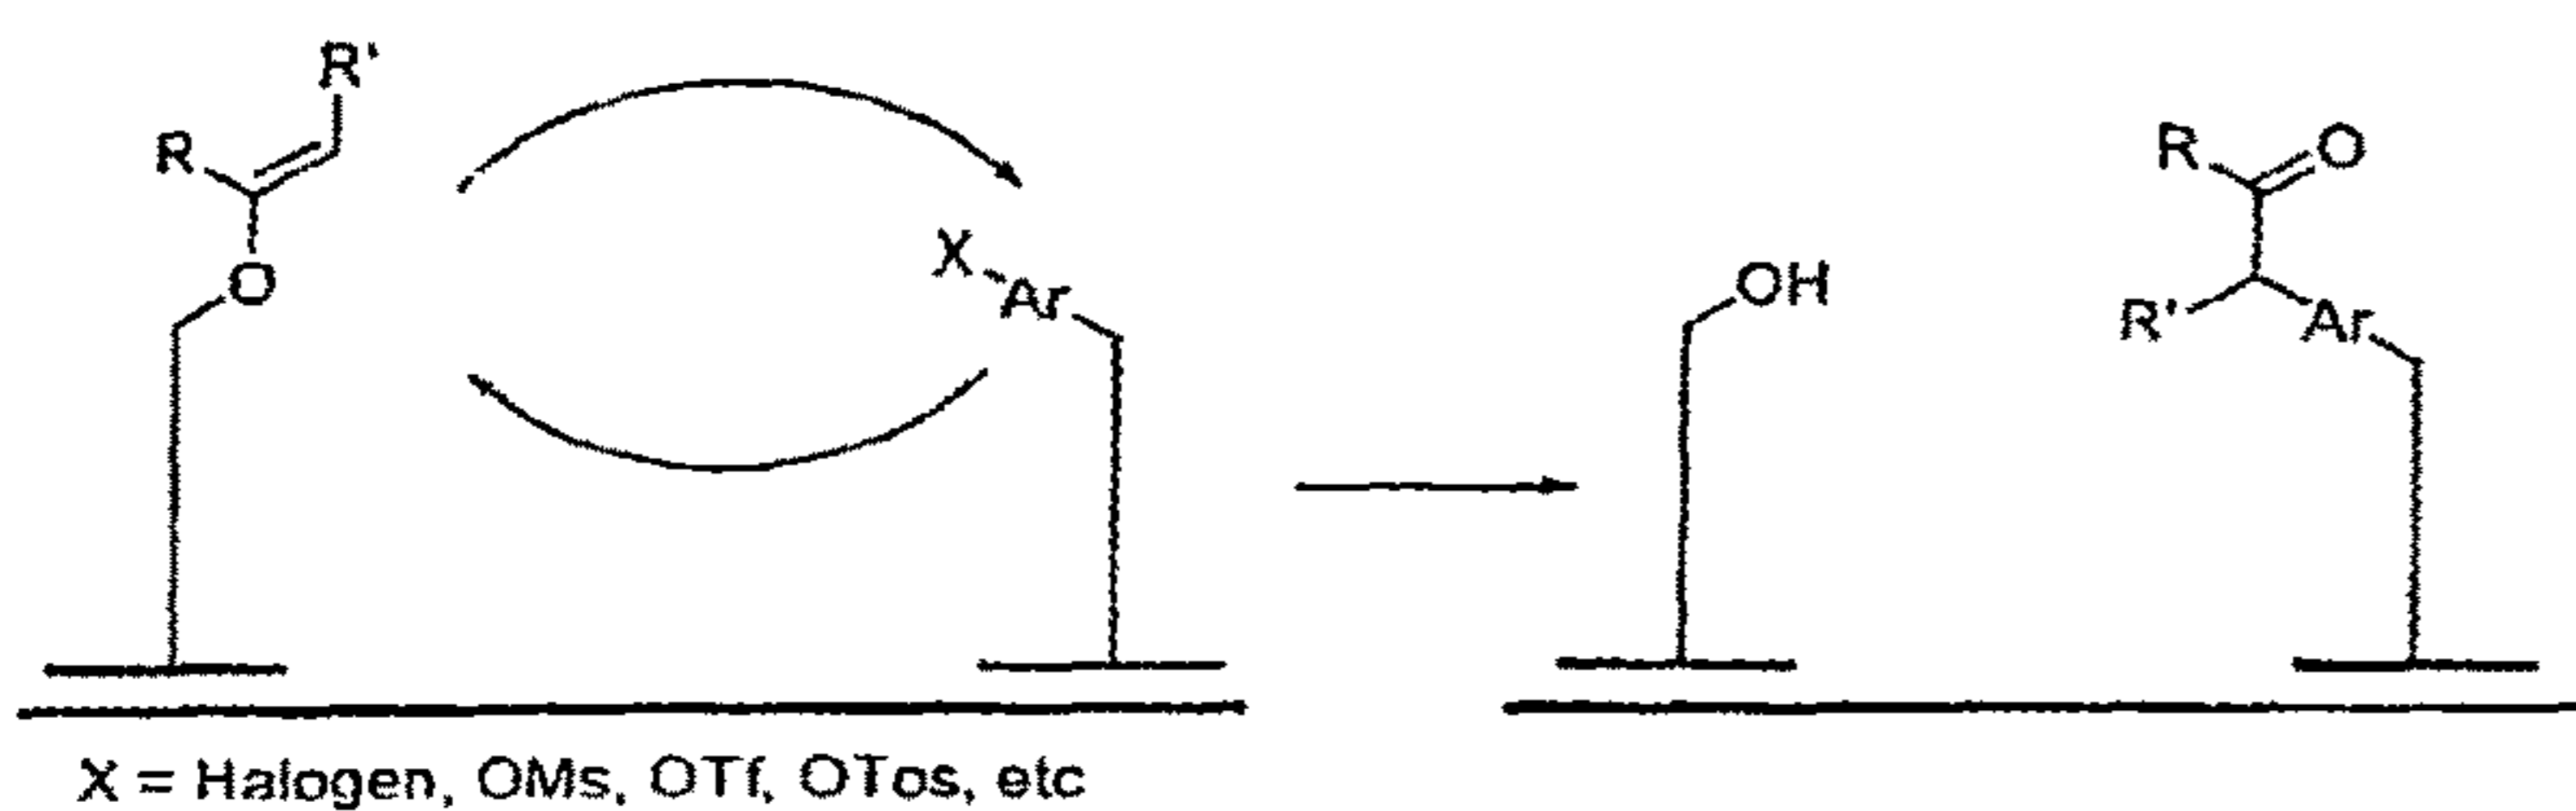 R'
R
O
X
Ar
OH
R
O
R'
Ar
X = Halogen, OMs, OTf, OTos, etc